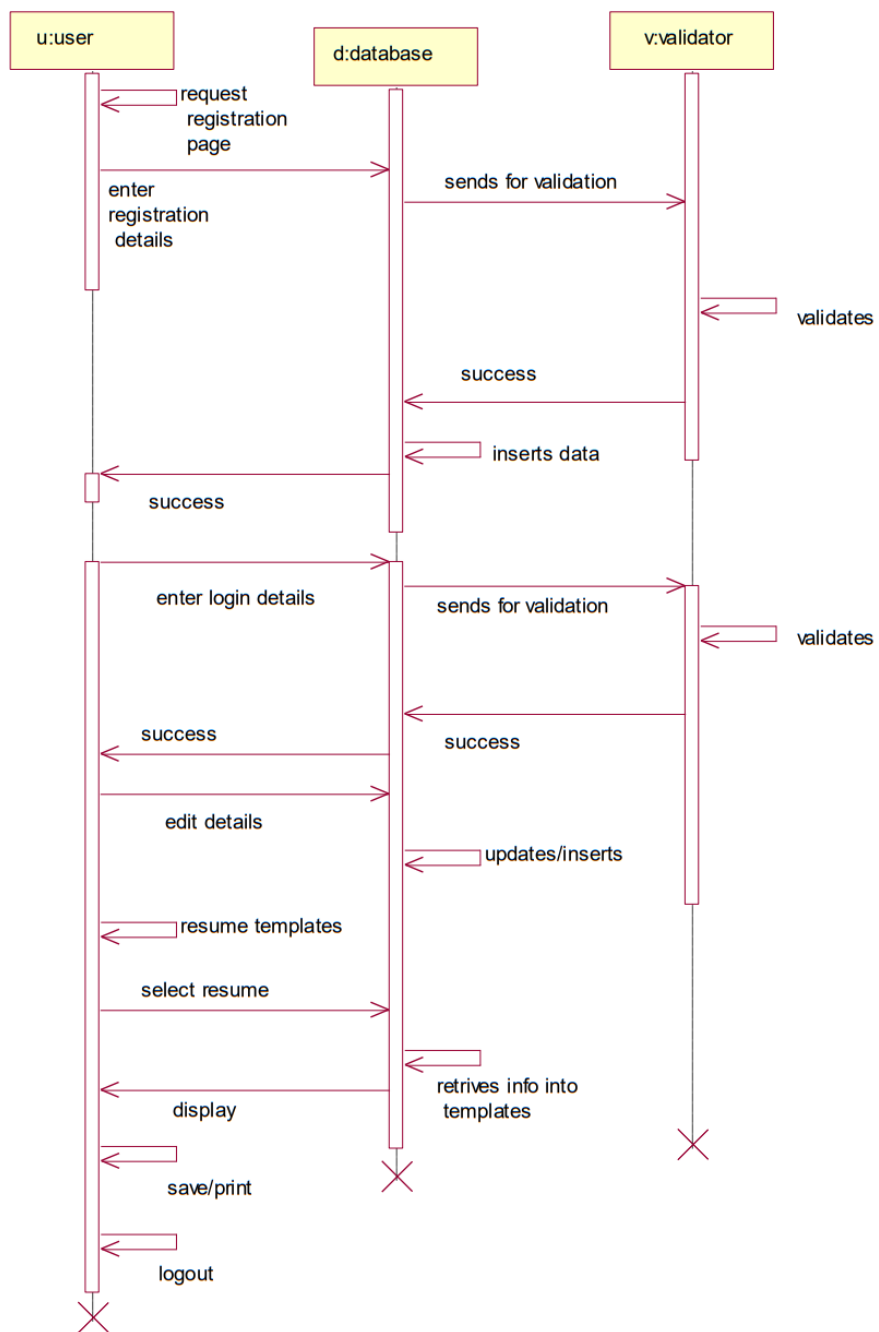 u:user
d:database
v:validator
request
registration
page
sends for validation
enter
registration
details
validates
success
inserts data
success
enter login details
sends for validation
validates
success
success
edit details
updates/inserts
resume templates
select resume
retrives info into
templates
display
save/print
logout